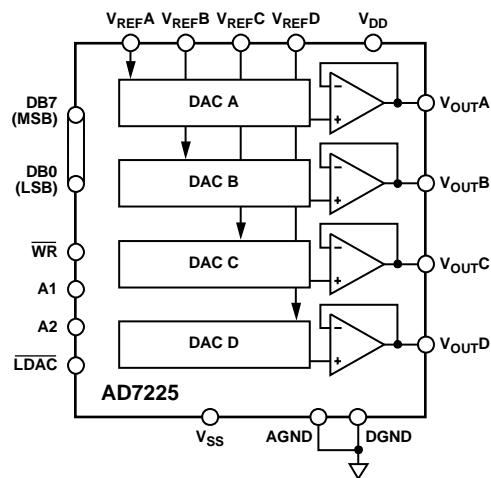 VREFA VREFB VREFC VREFD VDD
DAC A
VOUTA
DB7
(MSB)
DAC B
VOUTB
DB0
(LSB)
WR
DAC C
VOUTC
A1
A2
DAC D
VOUTD
LDAC
AD7225
VSS
AGND
DGND
− +
− +
− +
− +